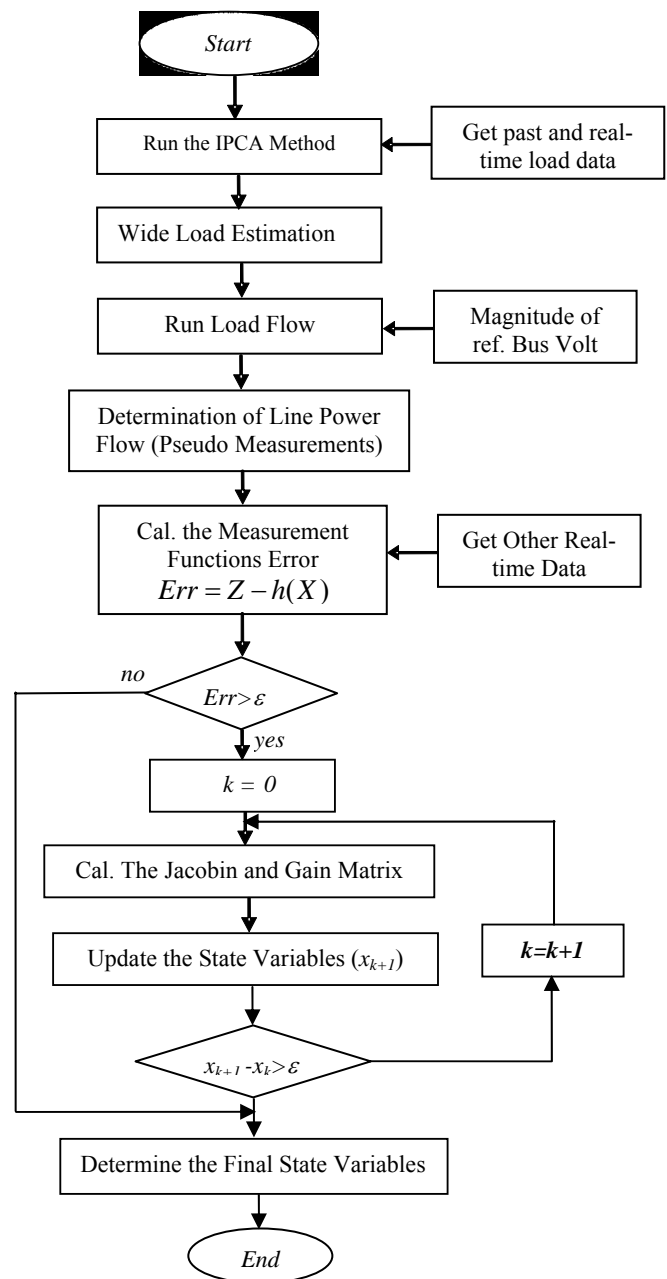 Start
Run the IPCA Method
Get past and real-
time load data
Wide Load Estimation
Run Load Flow
Magnitude of
ref. Bus Volt
Determination of Line Power
Flow (Pseudo Measurements)
Cal. the Measurement
Functions Error
Err = Z − h(X)
Get Other Real-
time Data
no
Err>ε
yes
k = 0
Cal. The Jacobin and Gain Matrix
Update the State Variables (xk+1)
k=k+1
xk+1 -xk>ε
Determine the Final State Variables
End